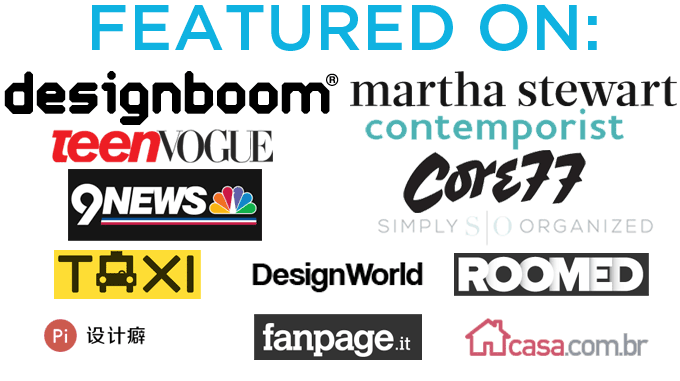 FEATURED ON:
designboom®
martha stewart
contemporist
teenVOGUE
Core77
9NEWS
SIMPLY S|O ORGANIZED
TAXI
DesignWorld
ROOMED
Pi 设计癖
fanpage.it
casa.com.br